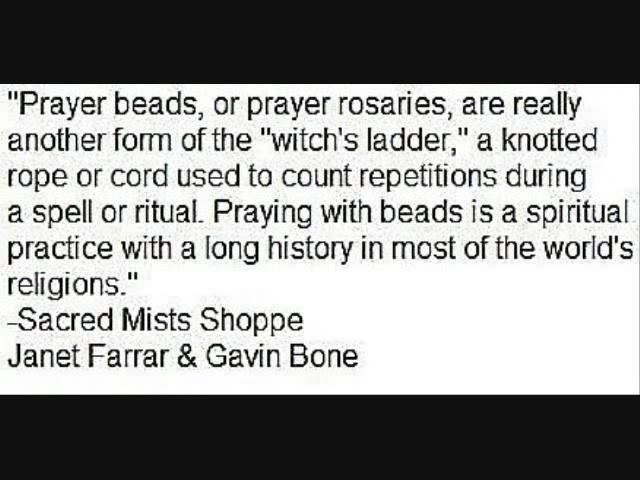 "Prayer beads, or prayer rosaries, are really
another form of the "witch's ladder," a knotted
rope or cord used to count repetitions during
a spell or ritual. Praying with beads is a spiritual
practice with a long history in most of the world's
religions."
-Sacred Mists Shoppe
Janet Farrar & Gavin Bone